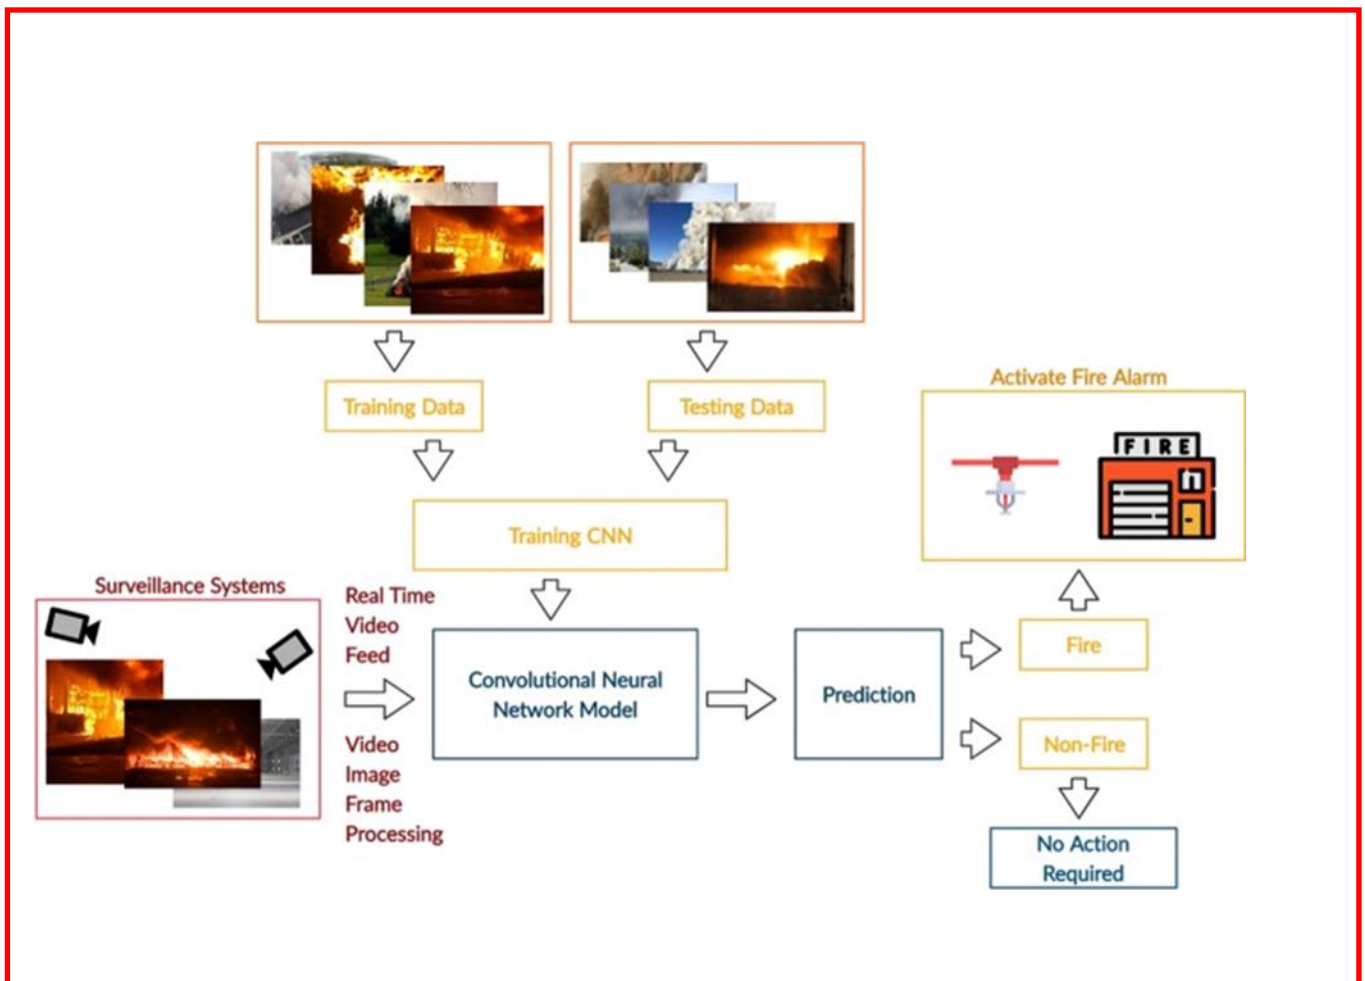 Training Data
Testing Data
Activate Fire Alarm
FIRE
Training CNN
Surveillance Systems
Real Time
Video
Feed
Video
Image
Frame
Processing
Convolutional Neural
Network Model
Prediction
Fire
Non-Fire
No Action
Required